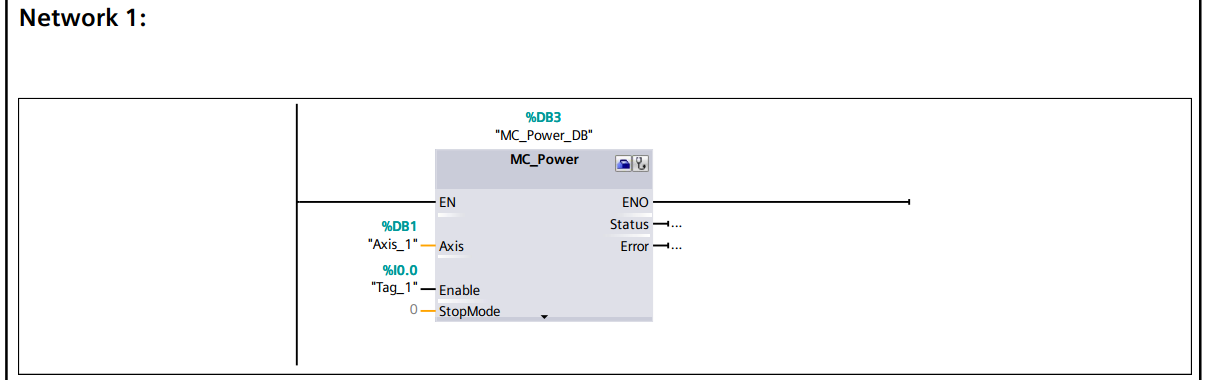 Network 1:
%DB3
"MC_Power_DB"
MC_Power
EN ENO
%DB1 Status ...
"Axis_1" Axis Error ...
%I0.0
"Tag_1" Enable
0 StopMode